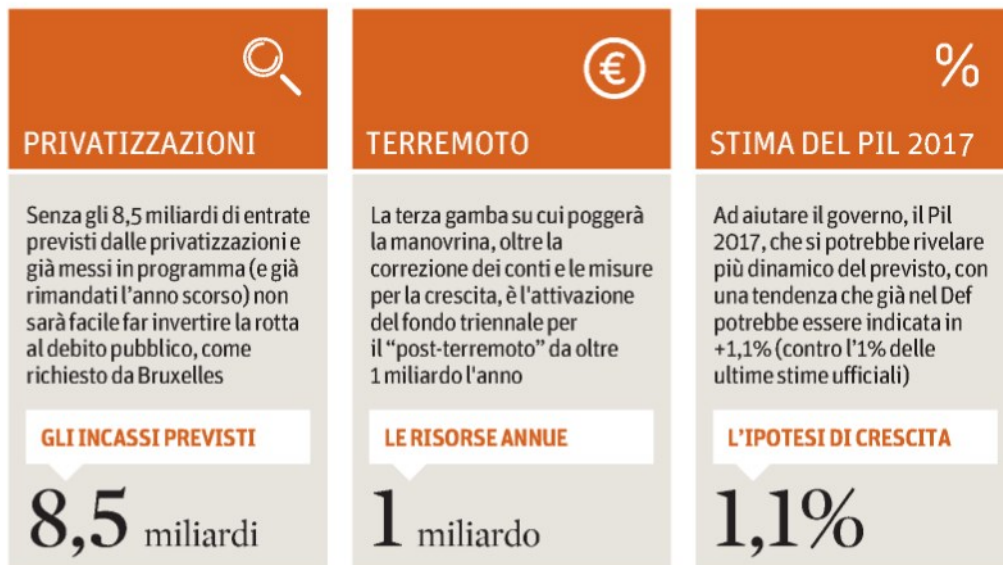 €
%
PRIVATIZZAZIONI
Senza gli 8,5 miliardi di entrate
previsti dalle privatizzazioni e
già messi in programma (e già
rimandati l'anno scorso) non
sarà facile far invertire la rotta
al debito pubblico, come
richiesto da Bruxelles
GLI INCASSI PREVISTI
8,5 miliardi
TERREMOTO
La terza gamba su cui poggerà
la manovrina, oltre la
correzione dei conti e le misure
per la crescita, è l'attivazione
del fondo triennale per
il “post-terremoto” da oltre
1 miliardo l'anno
LE RISORSE ANNUE
1 miliardo
STIMA DEL PIL 2017
Ad aiutare il governo, il Pil
2017, che si potrebbe rivelare
più dinamico del previsto, con
una tendenza che già nel Def
potrebbe essere indicata in
+1,1% (contro l'1% delle
ultime stime ufficiali)
L'IPOTESI DI CRESCITA
1,1%